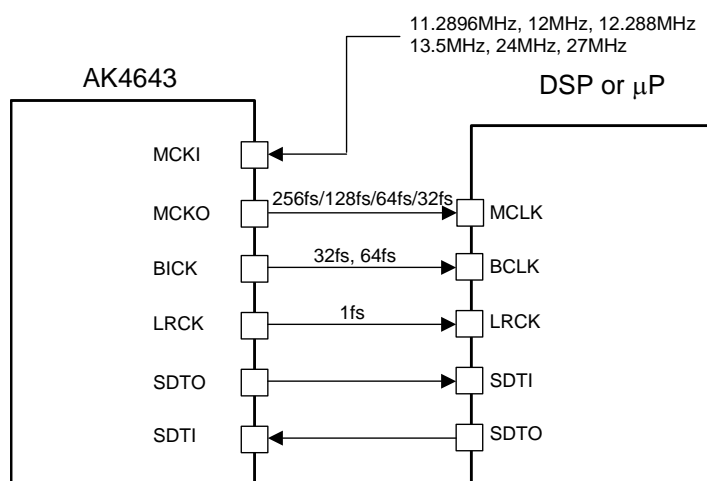 11.2896MHz, 12MHz, 12.288MHz
13.5MHz, 24MHz, 27MHz
AK4643
DSP or μP
MCKI
MCKO
256fs/128fs/64fs/32fs
MCLK
BICK
32fs, 64fs
BCLK
LRCK
1fs
LRCK
SDTO
SDTI
SDTI
SDTO